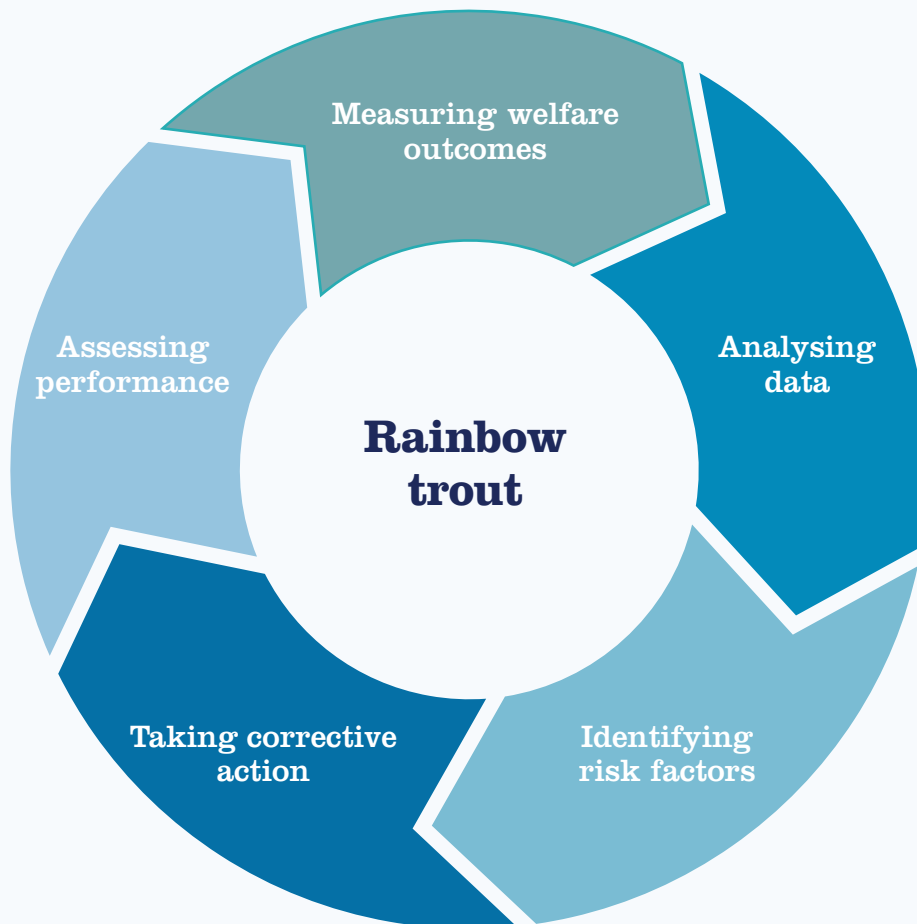 Measuring welfare
outcomes
Analysing
data
Identifying
risk factors
Taking corrective
action
Assessing
performance
Rainbow
trout